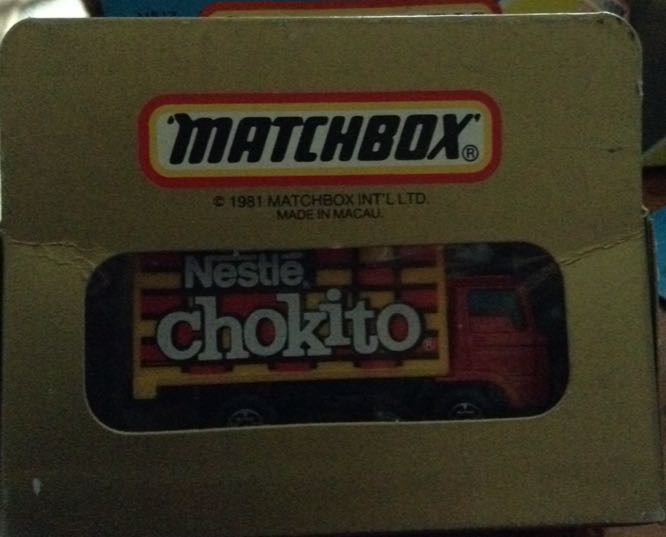 "MATCHBOX"®
© 1981 MATCHBOX INT'L LTD.
MADE IN MACAU.
Nestlé®
chokito®